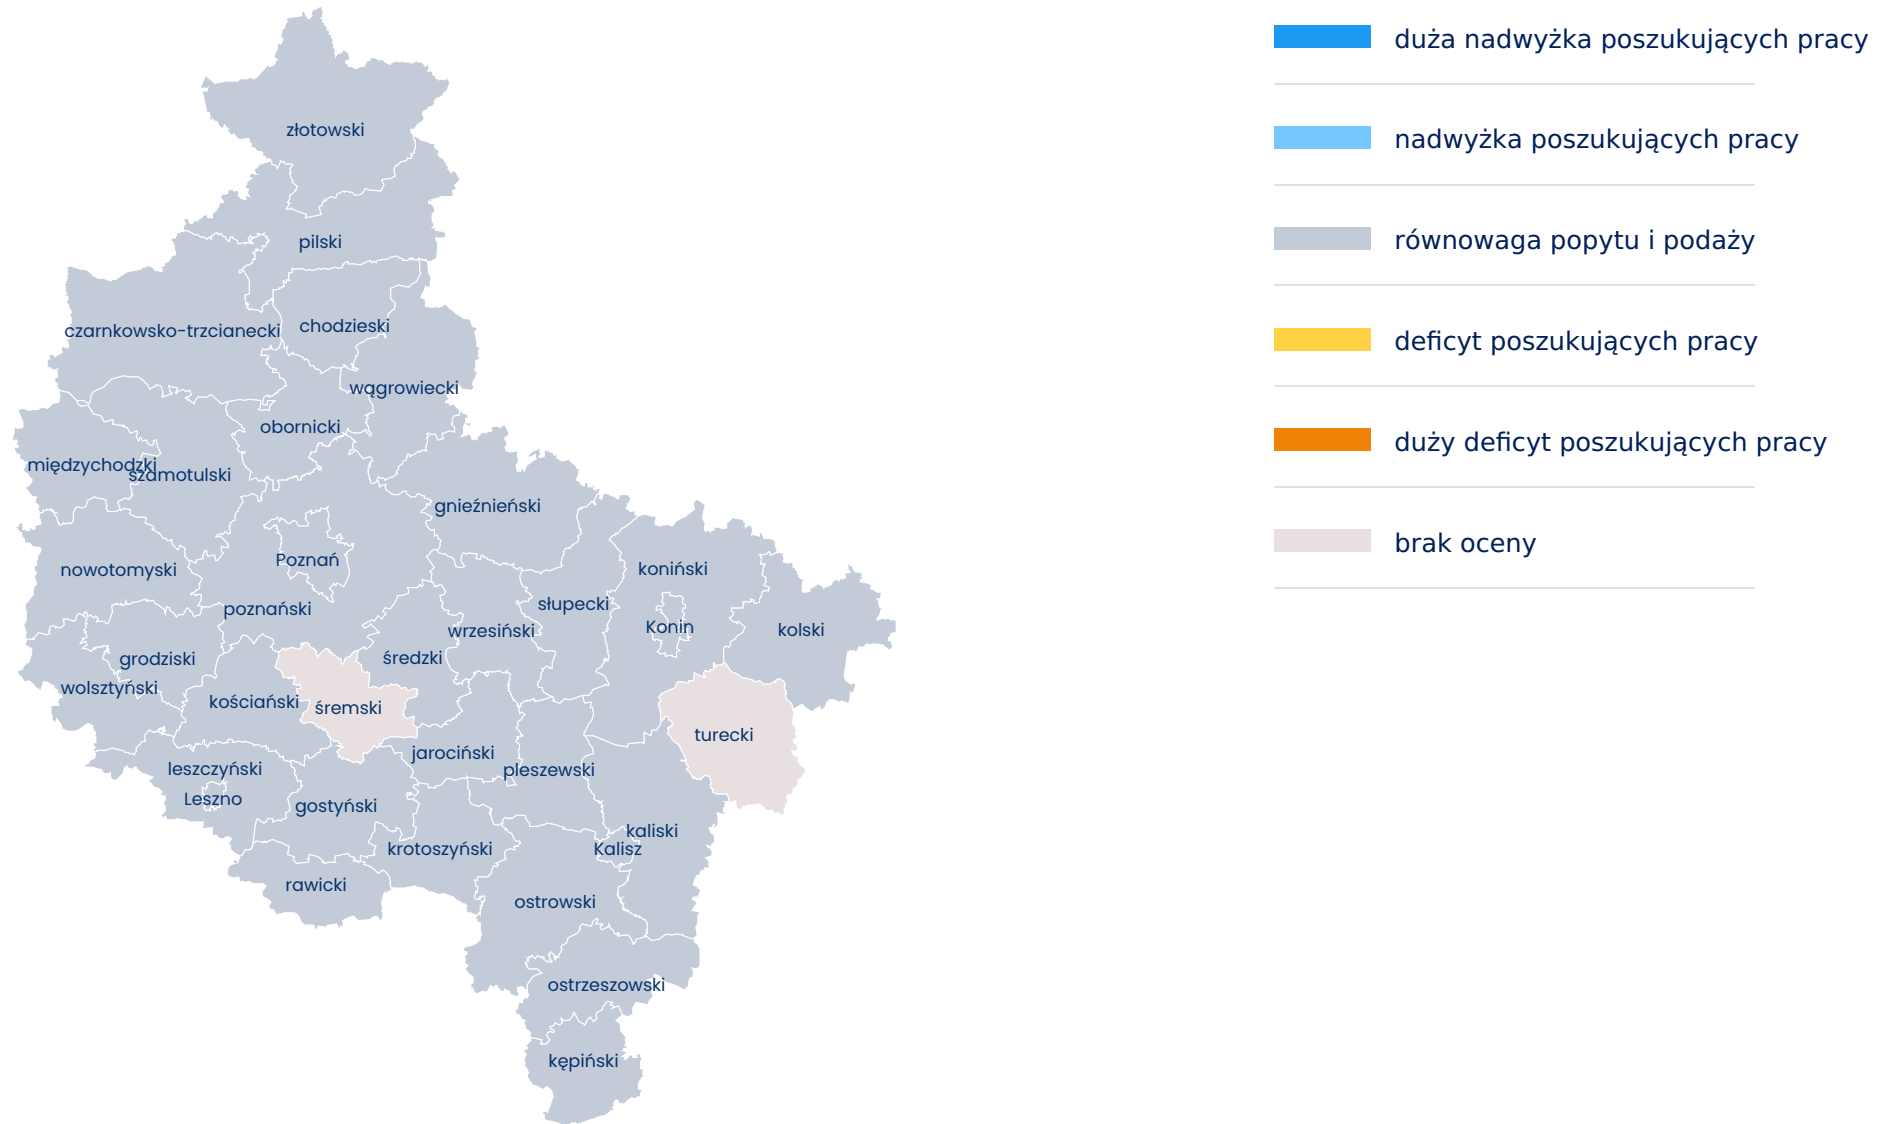 złotowski
pilski
czarnkowsko-trzcianecki
chodzieski
wągrowiecki
obornicki
międzychodzki
szamotulski
gnieźnieński
nowotomyski
Poznań
koniński
poznański
słupecki
wrzesiński
Konin
kolski
grodziski
średzki
wolsztyński
kościański
śremski
turecki
jarociński
leszczyński
pleszewski
Leszno
gostyński
kaliski
krotoszyński
Kalisz
rawicki
ostrowski
ostrzeszowski
kępiński
duża nadwyżka poszukujących pracy
nadwyżka poszukujących pracy
równowaga popytu i podaży
deficyt poszukujących pracy
duży deficyt poszukujących pracy
brak oceny